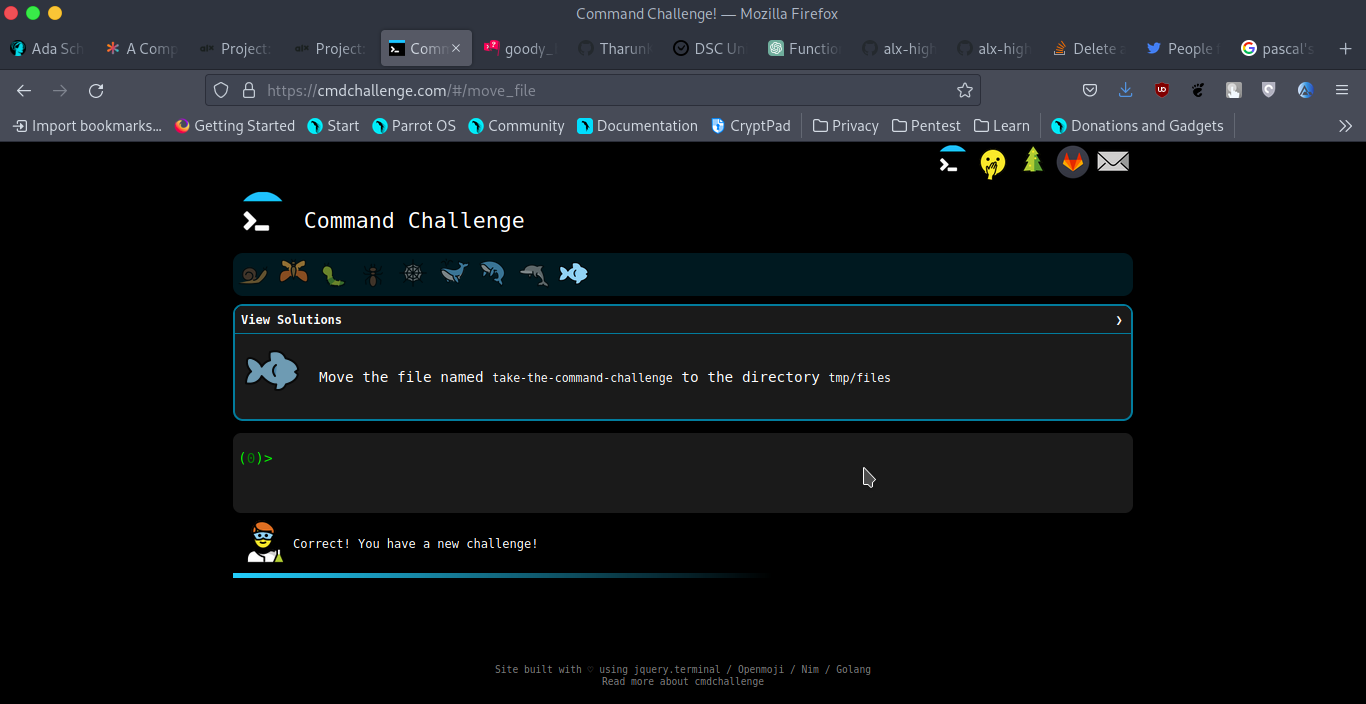 Command Challenge! — Mozilla Firefox
Ada Sch
A Comp
Project:
Project:
Comm
goody_
Tharunk
DSC Un
Functio
alx-high
alx-high
Delete a
People
pascal's
https://cmdchallenge.com/#/move_file
Import bookmarks...
Getting Started
Start
Parrot OS
Community
Documentation
CryptPad
Privacy
Pentest
Learn
Donations and Gadgets
Command Challenge
View Solutions
Move the file named take-the-command-challenge to the directory tmp/files
(0)>
Correct! You have a new challenge!
Site built with ♡ using jquery.terminal / Openmoji / Nim / Golang
Read more about cmdchallenge